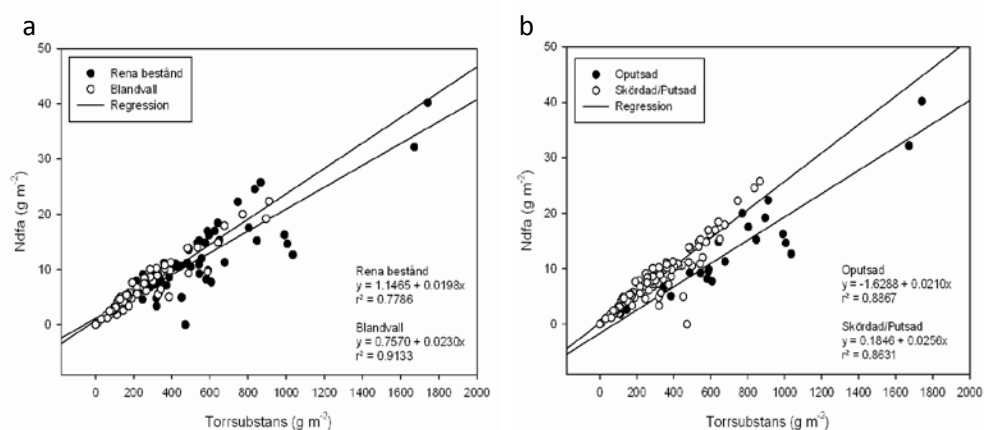 a
50
40
30
20
10
0
Ndfa (g m-2)
Rena bestånd
Blandvall
Regression
Rena bestånd
y = 1.1465 + 0.0198x
r² = 0.7786
Blandvall
y = 0.7570 + 0.0230x
r² = 0.9133
0 200 400 600 800 1000 1200 1400 1600 1800 2000
Torrsubstans (g m-2)
b
50
40
30
20
10
0
Ndfa (g m-2)
Oputsad
Skördad/Putsad
Regression
Oputsad
y = -1.6288 + 0.0210x
r² = 0.8867
Skördad/Putsad
y = 0.1846 + 0.0256x
r² = 0.8631
0 200 400 600 800 1000 1200 1400 1600 1800 2000
Torrsubstans (g m-2)